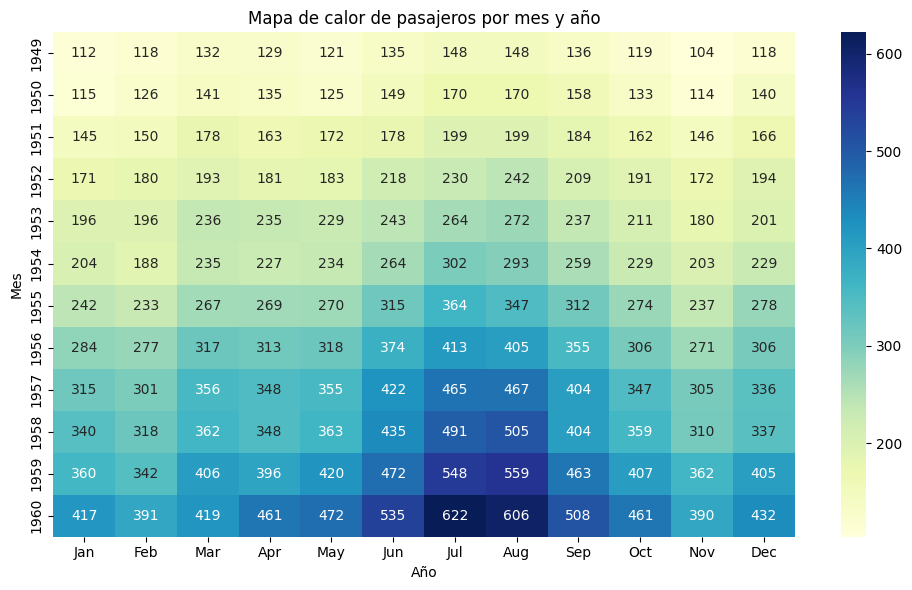 Mapa de calor de pasajeros por mes y año
Mes
1949 112 118 132 129 121 135 148 148 136 119 104 118
1950 115 126 141 135 125 149 170 170 158 133 114 140
1951 145 150 178 163 172 178 199 199 184 162 146 166
1952 171 180 193 181 183 218 230 242 209 191 172 194
1953 196 196 236 235 229 243 264 272 237 211 180 201
1954 204 188 235 227 234 264 302 293 259 229 203 229
1955 242 233 267 269 270 315 364 347 312 274 237 278
1956 284 277 317 313 318 374 413 405 355 306 271 306
1957 315 301 356 348 355 422 465 467 404 347 305 336
1958 340 318 362 348 363 435 491 505 404 359 310 337
1959 360 342 406 396 420 472 548 559 463 407 362 405
1960 417 391 419 461 472 535 622 606 508 461 390 432
Jan Feb Mar Apr May Jun Jul Aug Sep Oct Nov Dec
Año
600
500
400
300
200